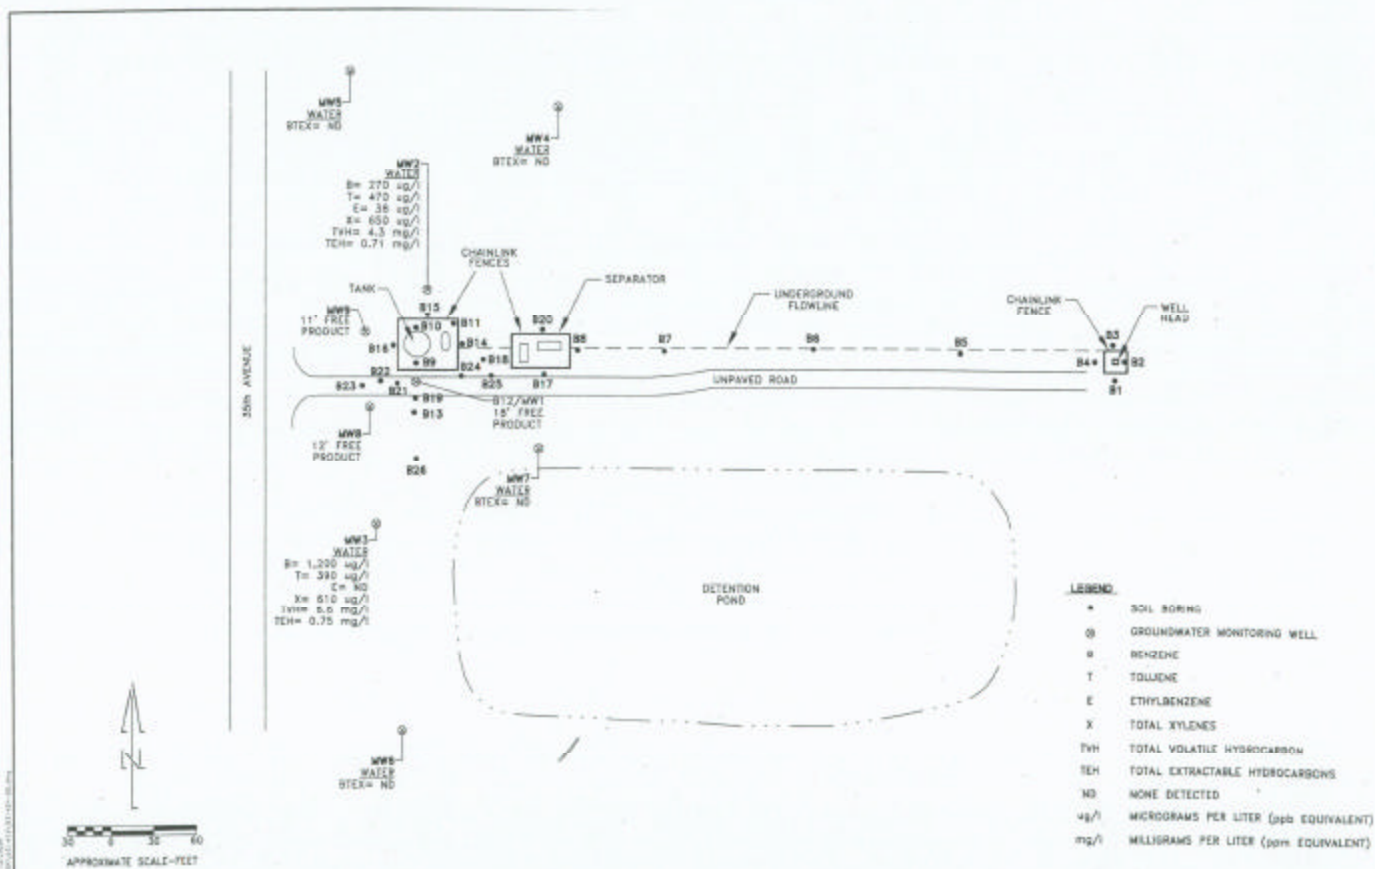 MW5
WATER
BTEX= ND
MW4
WATER
BTEX= ND
MW2
WATER
B= 270 ug/l
T= 470 ug/l
E= 38 ug/l
X= 650 ug/l
TVH= 4.3 mg/l
TEH= 0.71 mg/l
CHAINLINK
FENCES
SEPARATOR
TANK
UNDERGROUND
FLOWLINE
CHAINLINK
FENCE
WELL
HEAD
MW9
11' FREE
PRODUCT
B15
B10
B11
B20
B16
B14
B8
B7
B6
B5
B3
B9
B18
B4
B2
B24
B25
B17
B1
UNPAVED ROAD
B22
B23
B21
B19
B13
B12/MW1
18' FREE
PRODUCT
35th AVENUE
MW8
12' FREE
PRODUCT
B26
MW7
WATER
BTEX= ND
MW3
WATER
B= 1,200 ug/l
T= 390 ug/l
E= ND
X= 610 ug/l
TVH= 6.6 mg/l
TEH= 0.75 mg/l
DETENTION
POND
MW6
WATER
BTEX= ND
LEGEND
SOIL BORING
GROUNDWATER MONITORING WELL
B BENZENE
T TOLUENE
E ETHYLBENZENE
X TOTAL XYLENES
TVH TOTAL VOLATILE HYDROCARBON
TEH TOTAL EXTRACTABLE HYDROCARBONS
ND NONE DETECTED
ug/l MICROGRAMS PER LITER (ppb EQUIVALENT)
mg/l MILLIGRAMS PER LITER (ppm EQUIVALENT)
N
30 0 30 60
APPROXIMATE SCALE-FEET